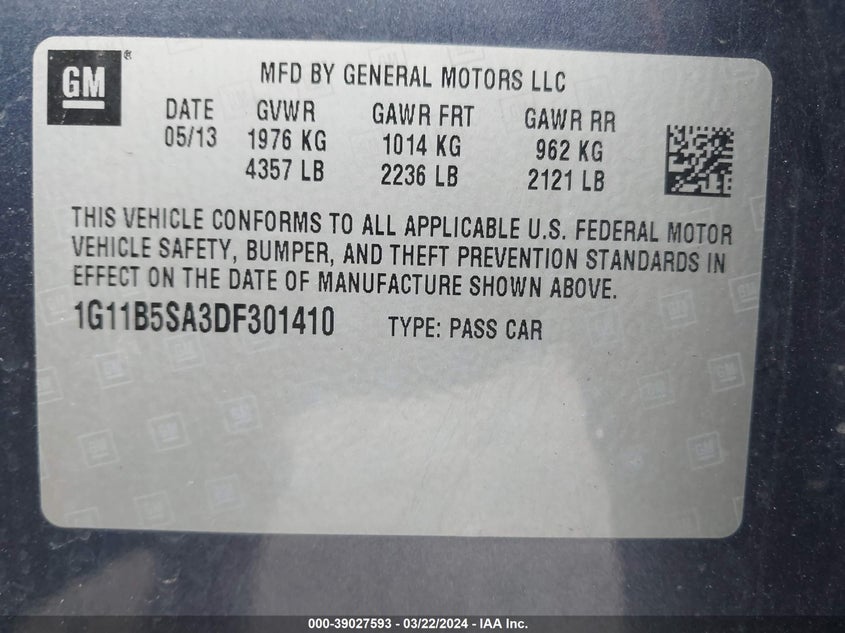 GM®
MFD BY GENERAL MOTORS LLC
DATE GVWR GAWR FRT GAWR RR
05/13 1976 KG 1014 KG 962 KG
4357 LB 2236 LB 2121 LB
THIS VEHICLE CONFORMS TO ALL APPLICABLE U.S. FEDERAL MOTOR
VEHICLE SAFETY, BUMPER, AND THEFT PREVENTION STANDARDS IN
EFFECT ON THE DATE OF MANUFACTURE SHOWN ABOVE.
1G11B5SA3DF301410 TYPE: PASS CAR
000-39027593 - 03/22/2024 - IAA Inc.